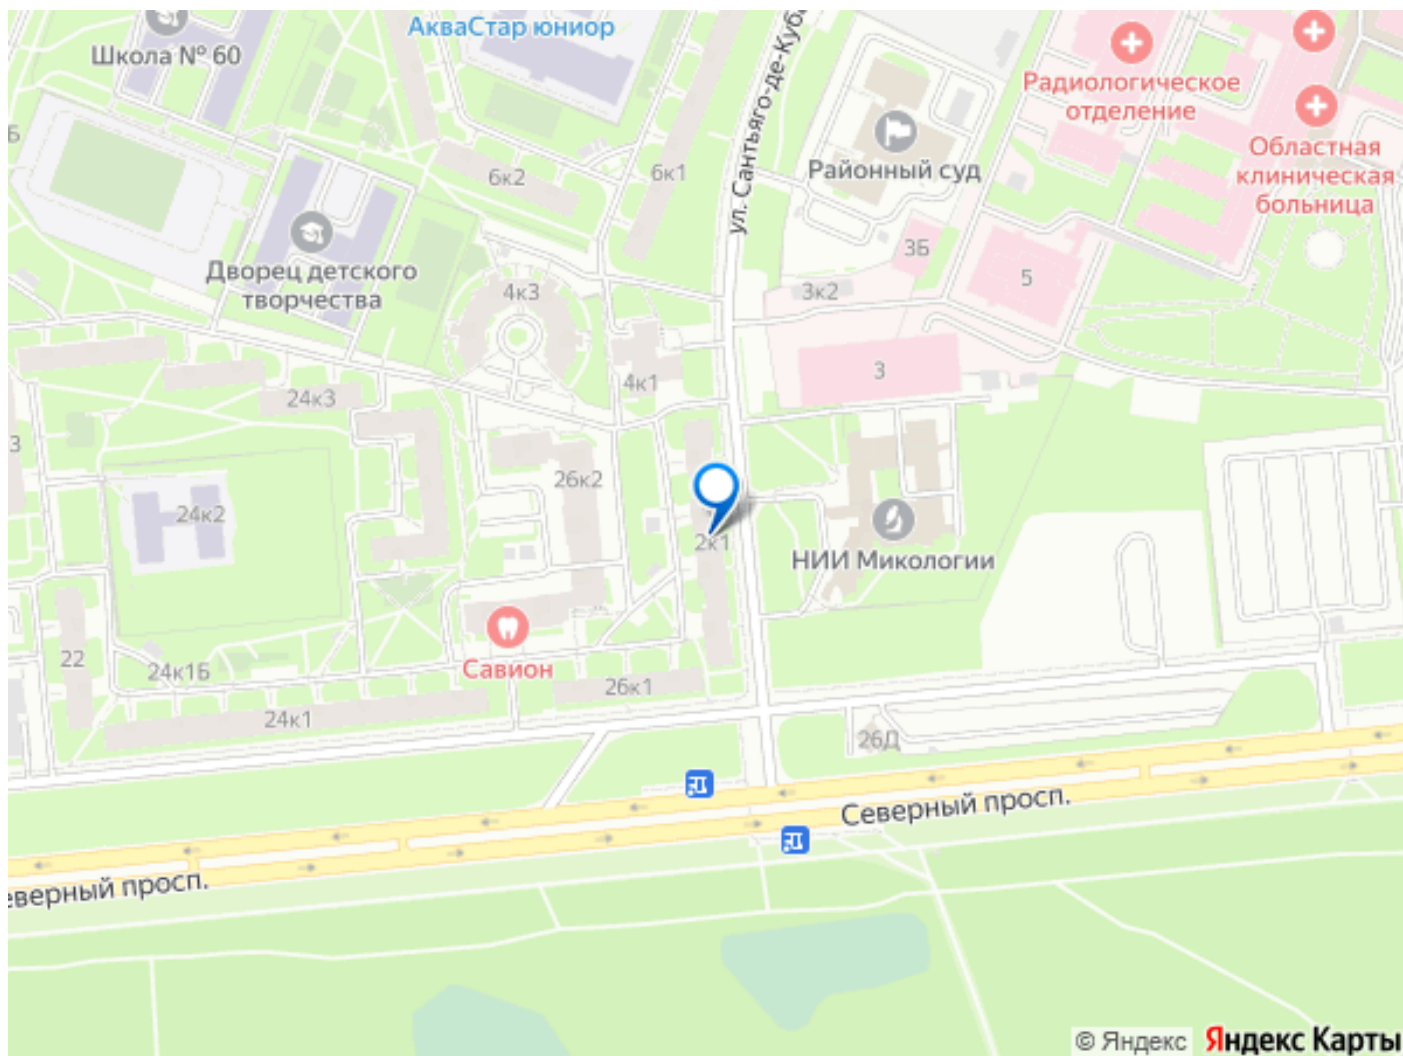 АкваСтар юниор
Школа № 60
ул. Сантьяго-де-Куба
Радиологическое
отделение
Областная
клиническая
больница
Районный суд
6к2
6к1
Дворец детского
творчества
4к3
3Б
3к2
5
3
4к1
24к3
3
26к2
24к2
2к1
НИИ Микологии
Савион
22
24к1Б
26к1
24к1
26Д
Северный просп.
еверный просп.
© Яндекс Яндекс Карты